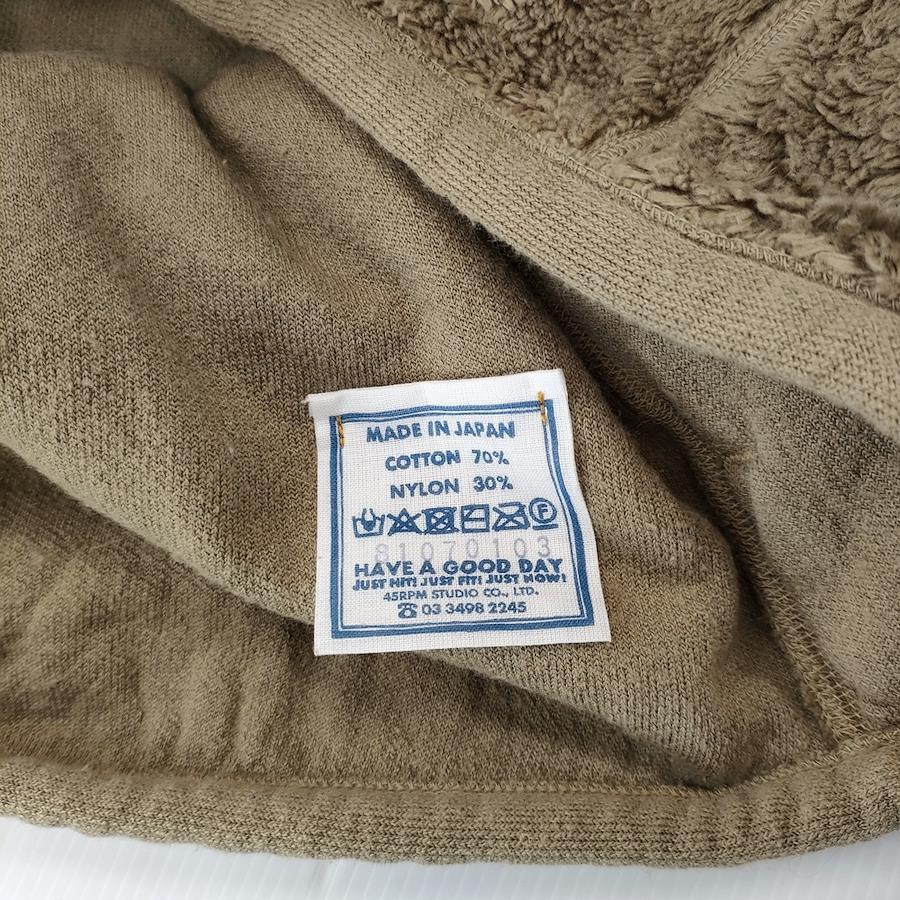 MADE IN JAPAN
COTTON 70%
NYLON 30%
F
81070103
HAVE A GOOD DAY
JUST HIT! JUST FIT! JUST NOW!
45RPM STUDIO CO., LTD.
☎ 03 3498 2245